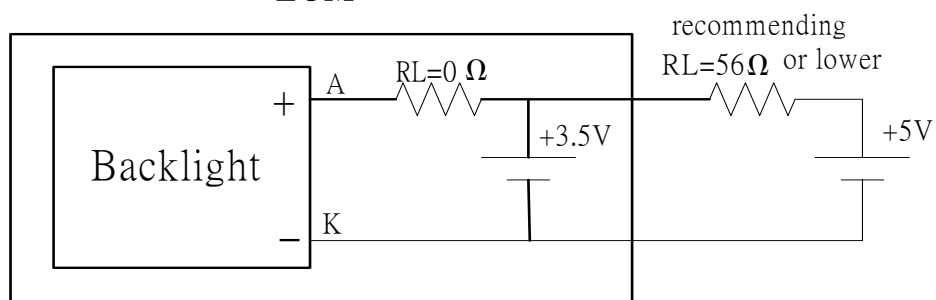 recommending
RL=56Ω or lower
RL=0 Ω
A
+
+3.5V
+5V
Backlight
K
−